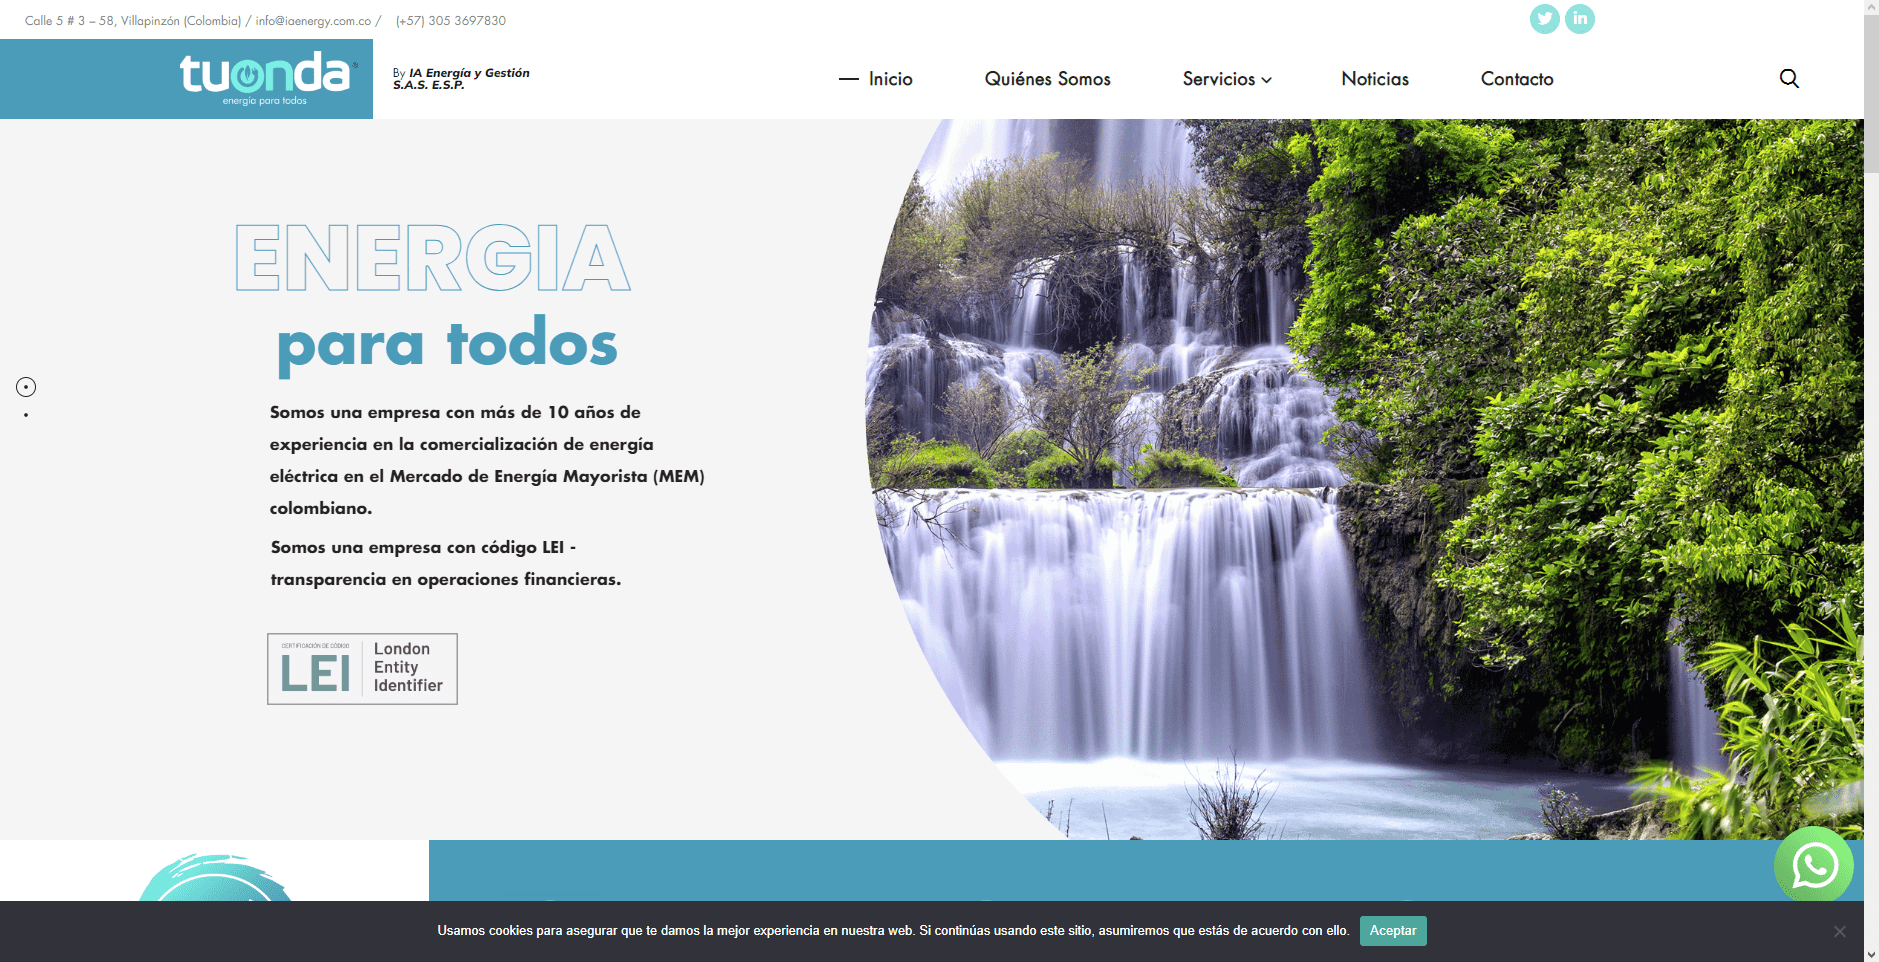 Calle 5 # 3 – 58, Villapinzón (Colombia) / info@iaenergy.com.co / (+57) 305 3697830
tuonda®
energía para todos
By IA Energía y Gestión
S.A.S. E.S.P.
Inicio
Quiénes Somos
Servicios
Noticias
Contacto
ENERGIA
para todos
Somos una empresa con más de 10 años de
experiencia en la comercialización de energía
eléctrica en el Mercado de Energía Mayorista (MEM)
colombiano.
Somos una empresa con código LEI -
transparencia en operaciones financieras.
CERTIFICACIÓN DE CÓDIGO
LEI
London
Entity
Identifier
Usamos cookies para asegurar que te damos la mejor experiencia en nuestra web. Si continúas usando este sitio, asumiremos que estás de acuerdo con ello.
Aceptar